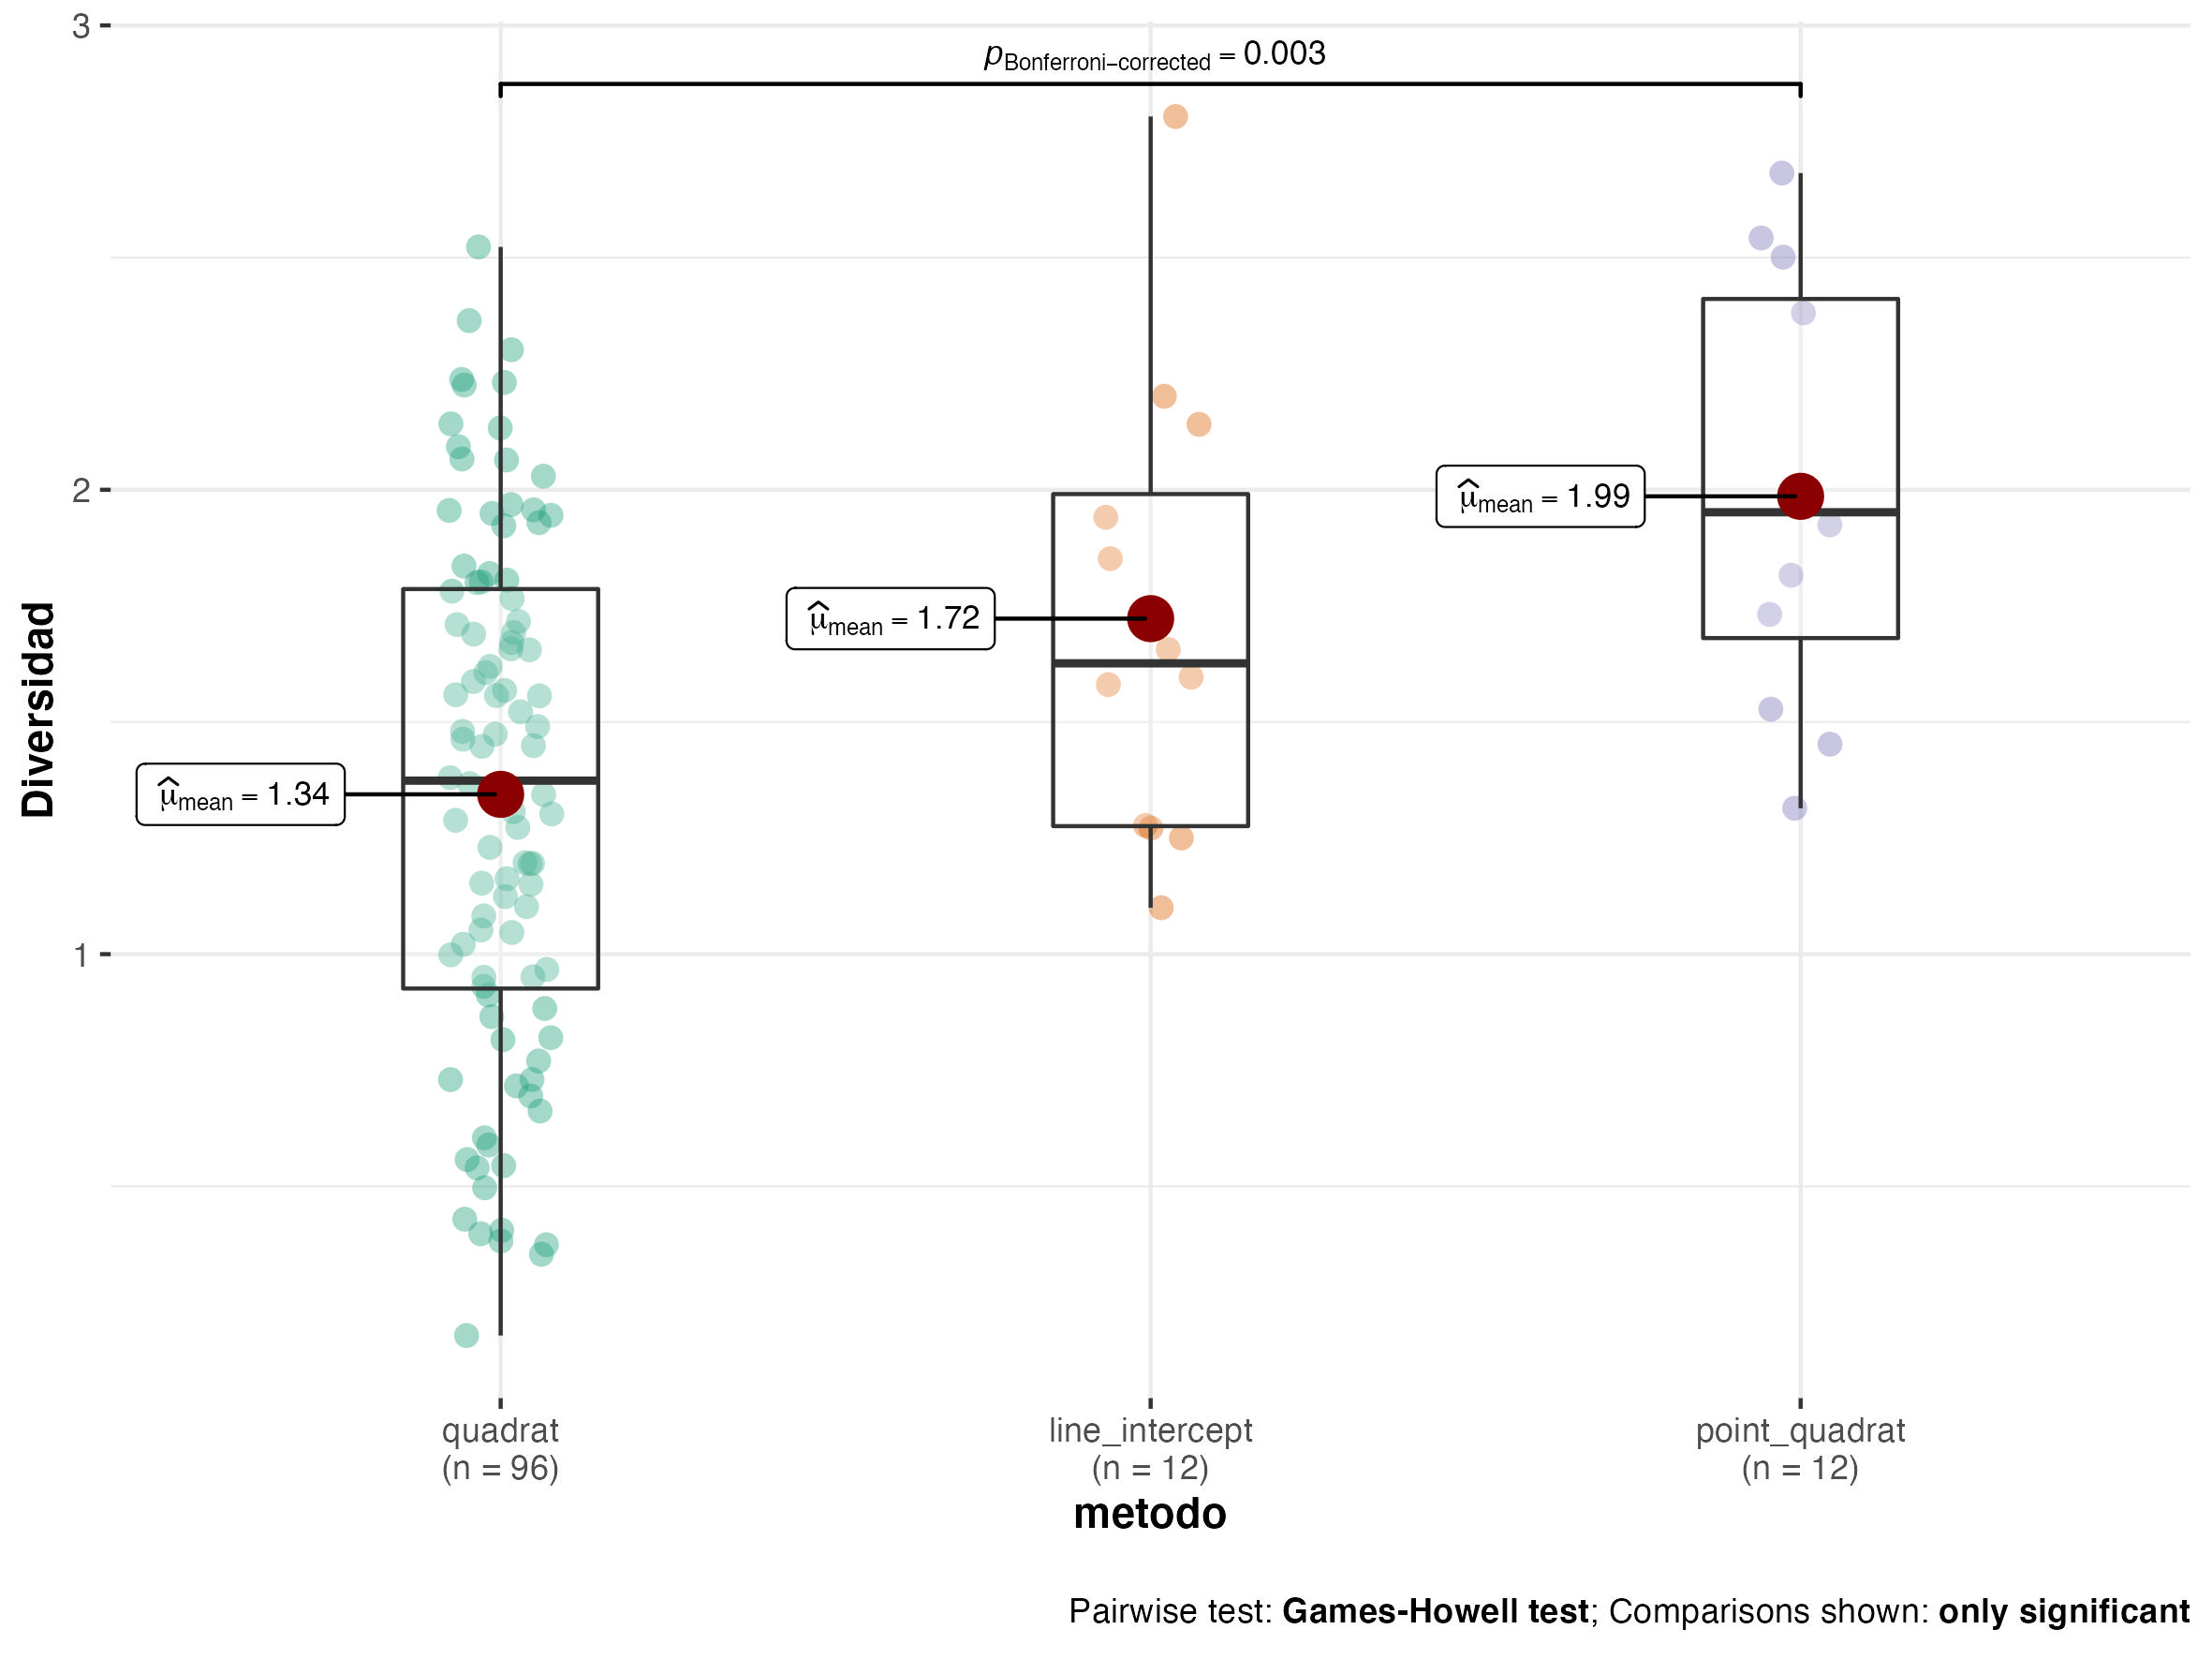 3
2
1
Diversidad
pBonferroni−corrected = 0.003
μ̂mean = 1.34
μ̂mean = 1.72
μ̂mean = 1.99
quadrat
(n = 96)
line_intercept
(n = 12)
point_quadrat
(n = 12)
metodo
Pairwise test: Games-Howell test; Comparisons shown: only significant